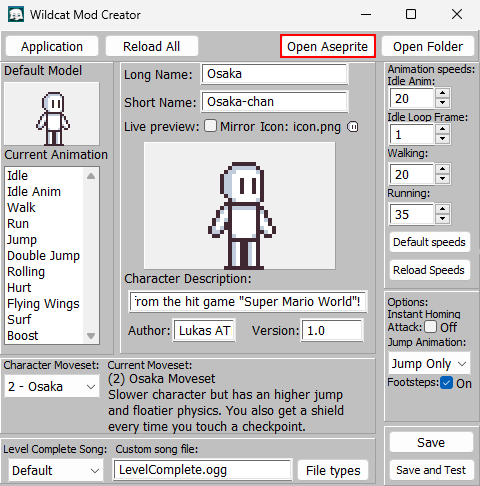 Wildcat Mod Creator
Application
Reload All
Open Aseprite
Open Folder
Default Model
Current Animation
Idle
Idle Anim
Walk
Run
Jump
Double Jump
Rolling
Hurt
Flying Wings
Surf
Boost
Long Name: Osaka
Short Name: Osaka-chan
Live preview: Mirror Icon: icon.png
Character Description:
from the hit game "Super Mario World"!
Author: Lukas AT Version: 1.0
Animation speeds:
Idle Anim:
20
Idle Loop Frame:
1
Walking:
20
Running:
35
Default speeds
Reload Speeds
Options:
Instant Homing
Attack: Off
Jump Animation:
Jump Only
Footsteps: On
Character Moveset:
2 - Osaka
Current Moveset:
(2) Osaka Moveset
Slower character but has an higher jump
and floatier physics. You also get a shield
every time you touch a checkpoint.
Level Complete Song:
Default
Custom song file:
LevelComplete.ogg
File types
Save
Save and Test